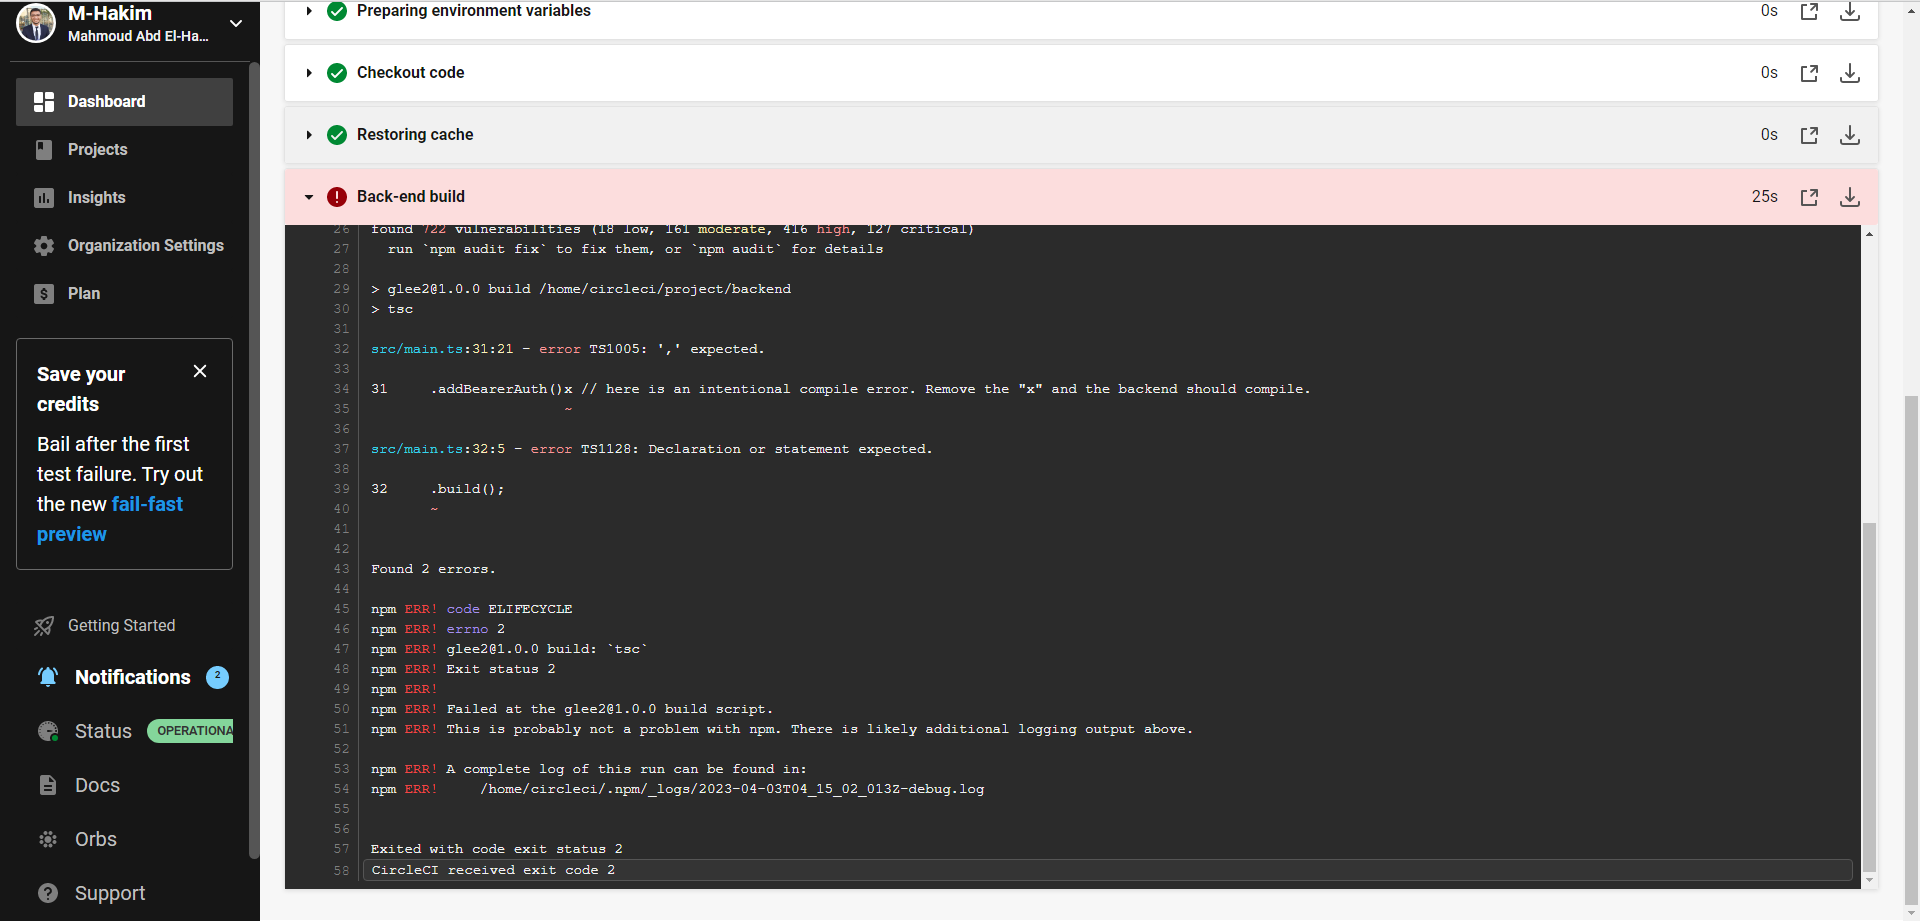 M-Hakim
Mahmoud Abd El-Ha...
Dashboard
Projects
Insights
Organization Settings
Plan
Save your
credits
Bail after the first
test failure. Try out
the new fail-fast
preview
Getting Started
Notifications 2
Status OPERATIONA
Docs
Orbs
Support
Preparing environment variables 0s
Checkout code 0s
Restoring cache 0s
Back-end build 25s
26 found 722 vulnerabilities (18 low, 161 moderate, 416 high, 127 critical)
27 run `npm audit fix` to fix them, or `npm audit` for details
28
29 > glee2@1.0.0 build /home/circleci/project/backend
30 > tsc
31
32 src/main.ts:31:21 - error TS1005: ',' expected.
33
34 31 .addBearerAuth()x // here is an intentional compile error. Remove the "x" and the backend should compile.
35 ~
36
37 src/main.ts:32:5 - error TS1128: Declaration or statement expected.
38
39 32 .build();
40 ~
41
42
43 Found 2 errors.
44
45 npm ERR! code ELIFECYCLE
46 npm ERR! errno 2
47 npm ERR! glee2@1.0.0 build: `tsc`
48 npm ERR! Exit status 2
49 npm ERR!
50 npm ERR! Failed at the glee2@1.0.0 build script.
51 npm ERR! This is probably not a problem with npm. There is likely additional logging output above.
52
53 npm ERR! A complete log of this run can be found in:
54 npm ERR! /home/circleci/.npm/_logs/2023-04-03T04_15_02_013Z-debug.log
55
56
57 Exited with code exit status 2
58 CircleCI received exit code 2